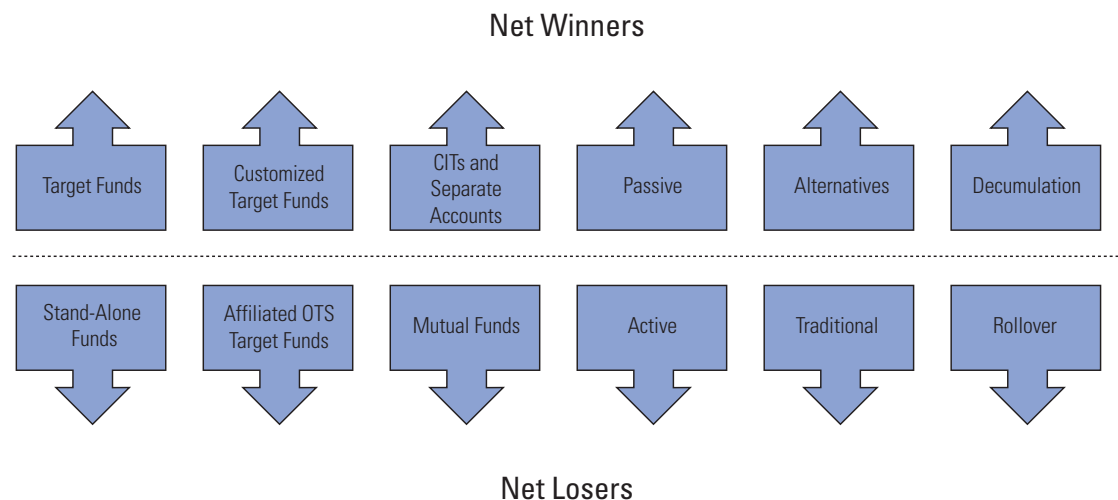 Net Winners
Target Funds
Customized
Target Funds
CITs and
Separate
Accounts
Passive
Alternatives
Decumulation
Stand-Alone
Funds
Affiliated OTS
Target Funds
Mutual Funds
Active
Traditional
Rollover
Net Losers